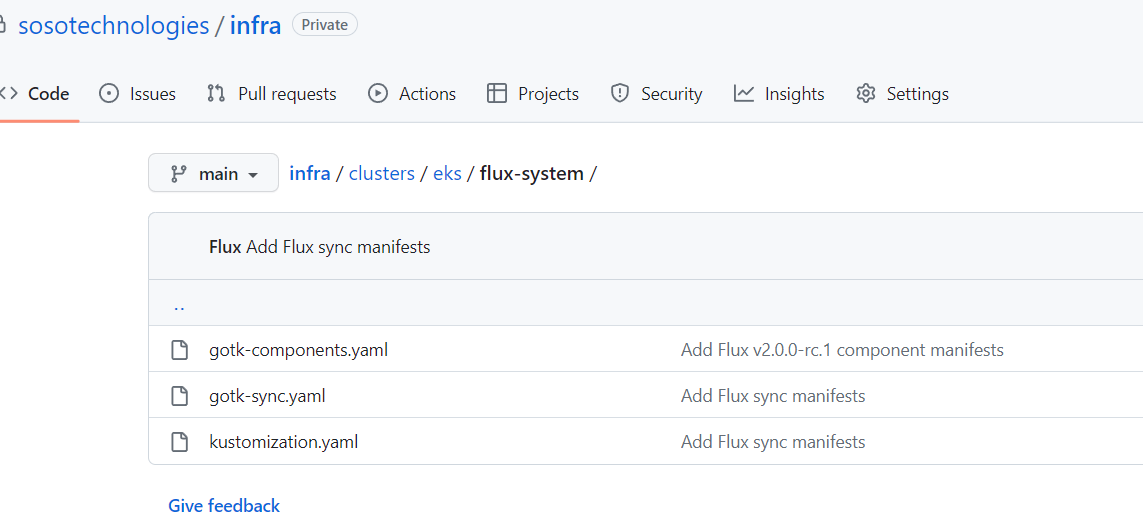 sosotechnologies / infra Private
<> Code Issues Pull requests Actions Projects Security Insights Settings
main infra / clusters / eks / flux-system /
Flux Add Flux sync manifests
..
gotk-components.yaml Add Flux v2.0.0-rc.1 component manifests
gotk-sync.yaml Add Flux sync manifests
kustomization.yaml Add Flux sync manifests
Give feedback